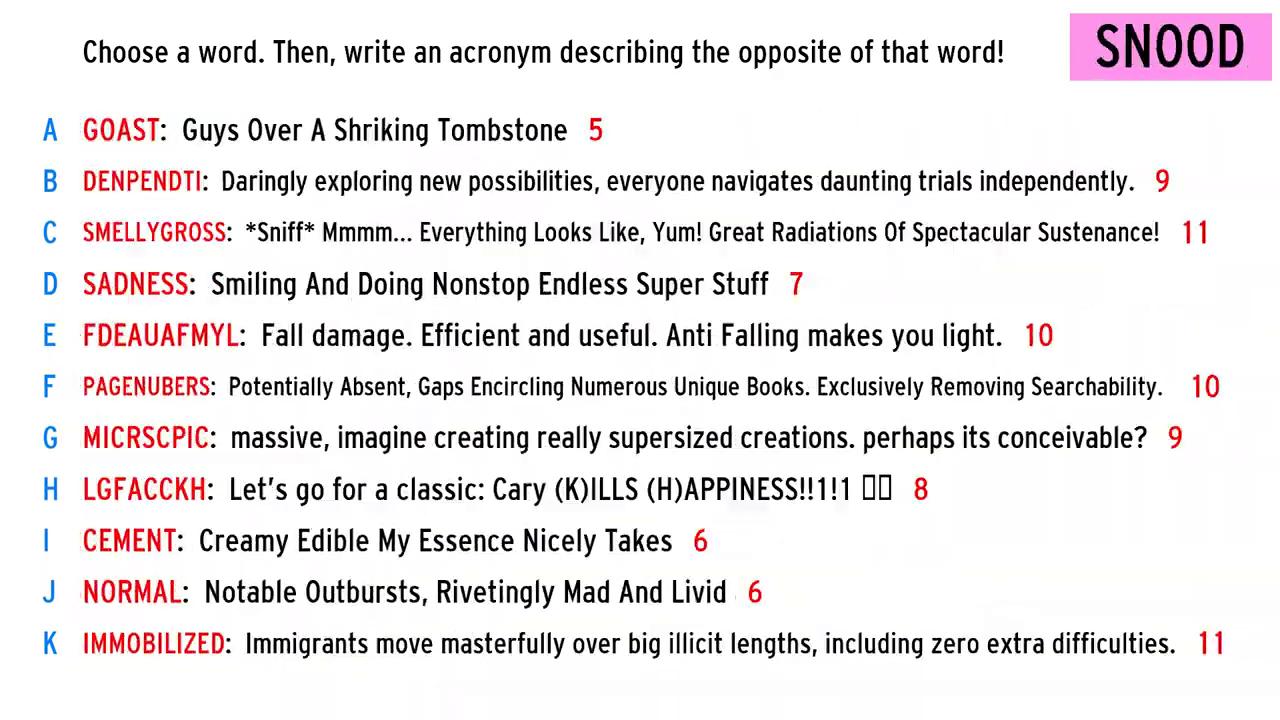 Choose a word. Then, write an acronym describing the opposite of that word!
SNOOD
A GOAST: Guys Over A Shriking Tombstone 5
B DENPENDTI: Daringly exploring new possibilities, everyone navigates daunting trials independently. 9
C SMELLYGROSS: *Sniff* Mmmm... Everything Looks Like, Yum! Great Radiations Of Spectacular Sustenance! 11
D SADNESS: Smiling And Doing Nonstop Endless Super Stuff 7
E FDEAUAFMYL: Fall damage. Efficient and useful. Anti Falling makes you light. 10
F PAGENUBERS: Potentially Absent, Gaps Encircling Numerous Unique Books. Exclusively Removing Searchability. 10
G MICRSCPIC: massive, imagine creating really supersized creations. perhaps its conceivable? 9
H LGFACCKH: Let's go for a classic: Cary (K)ILLS (H)APPINESS!!1!1 8
I CEMENT: Creamy Edible My Essence Nicely Takes 6
J NORMAL: Notable Outbursts, Rivetingly Mad And Livid 6
K IMMOBILIZED: Immigrants move masterfully over big illicit lengths, including zero extra difficulties. 11